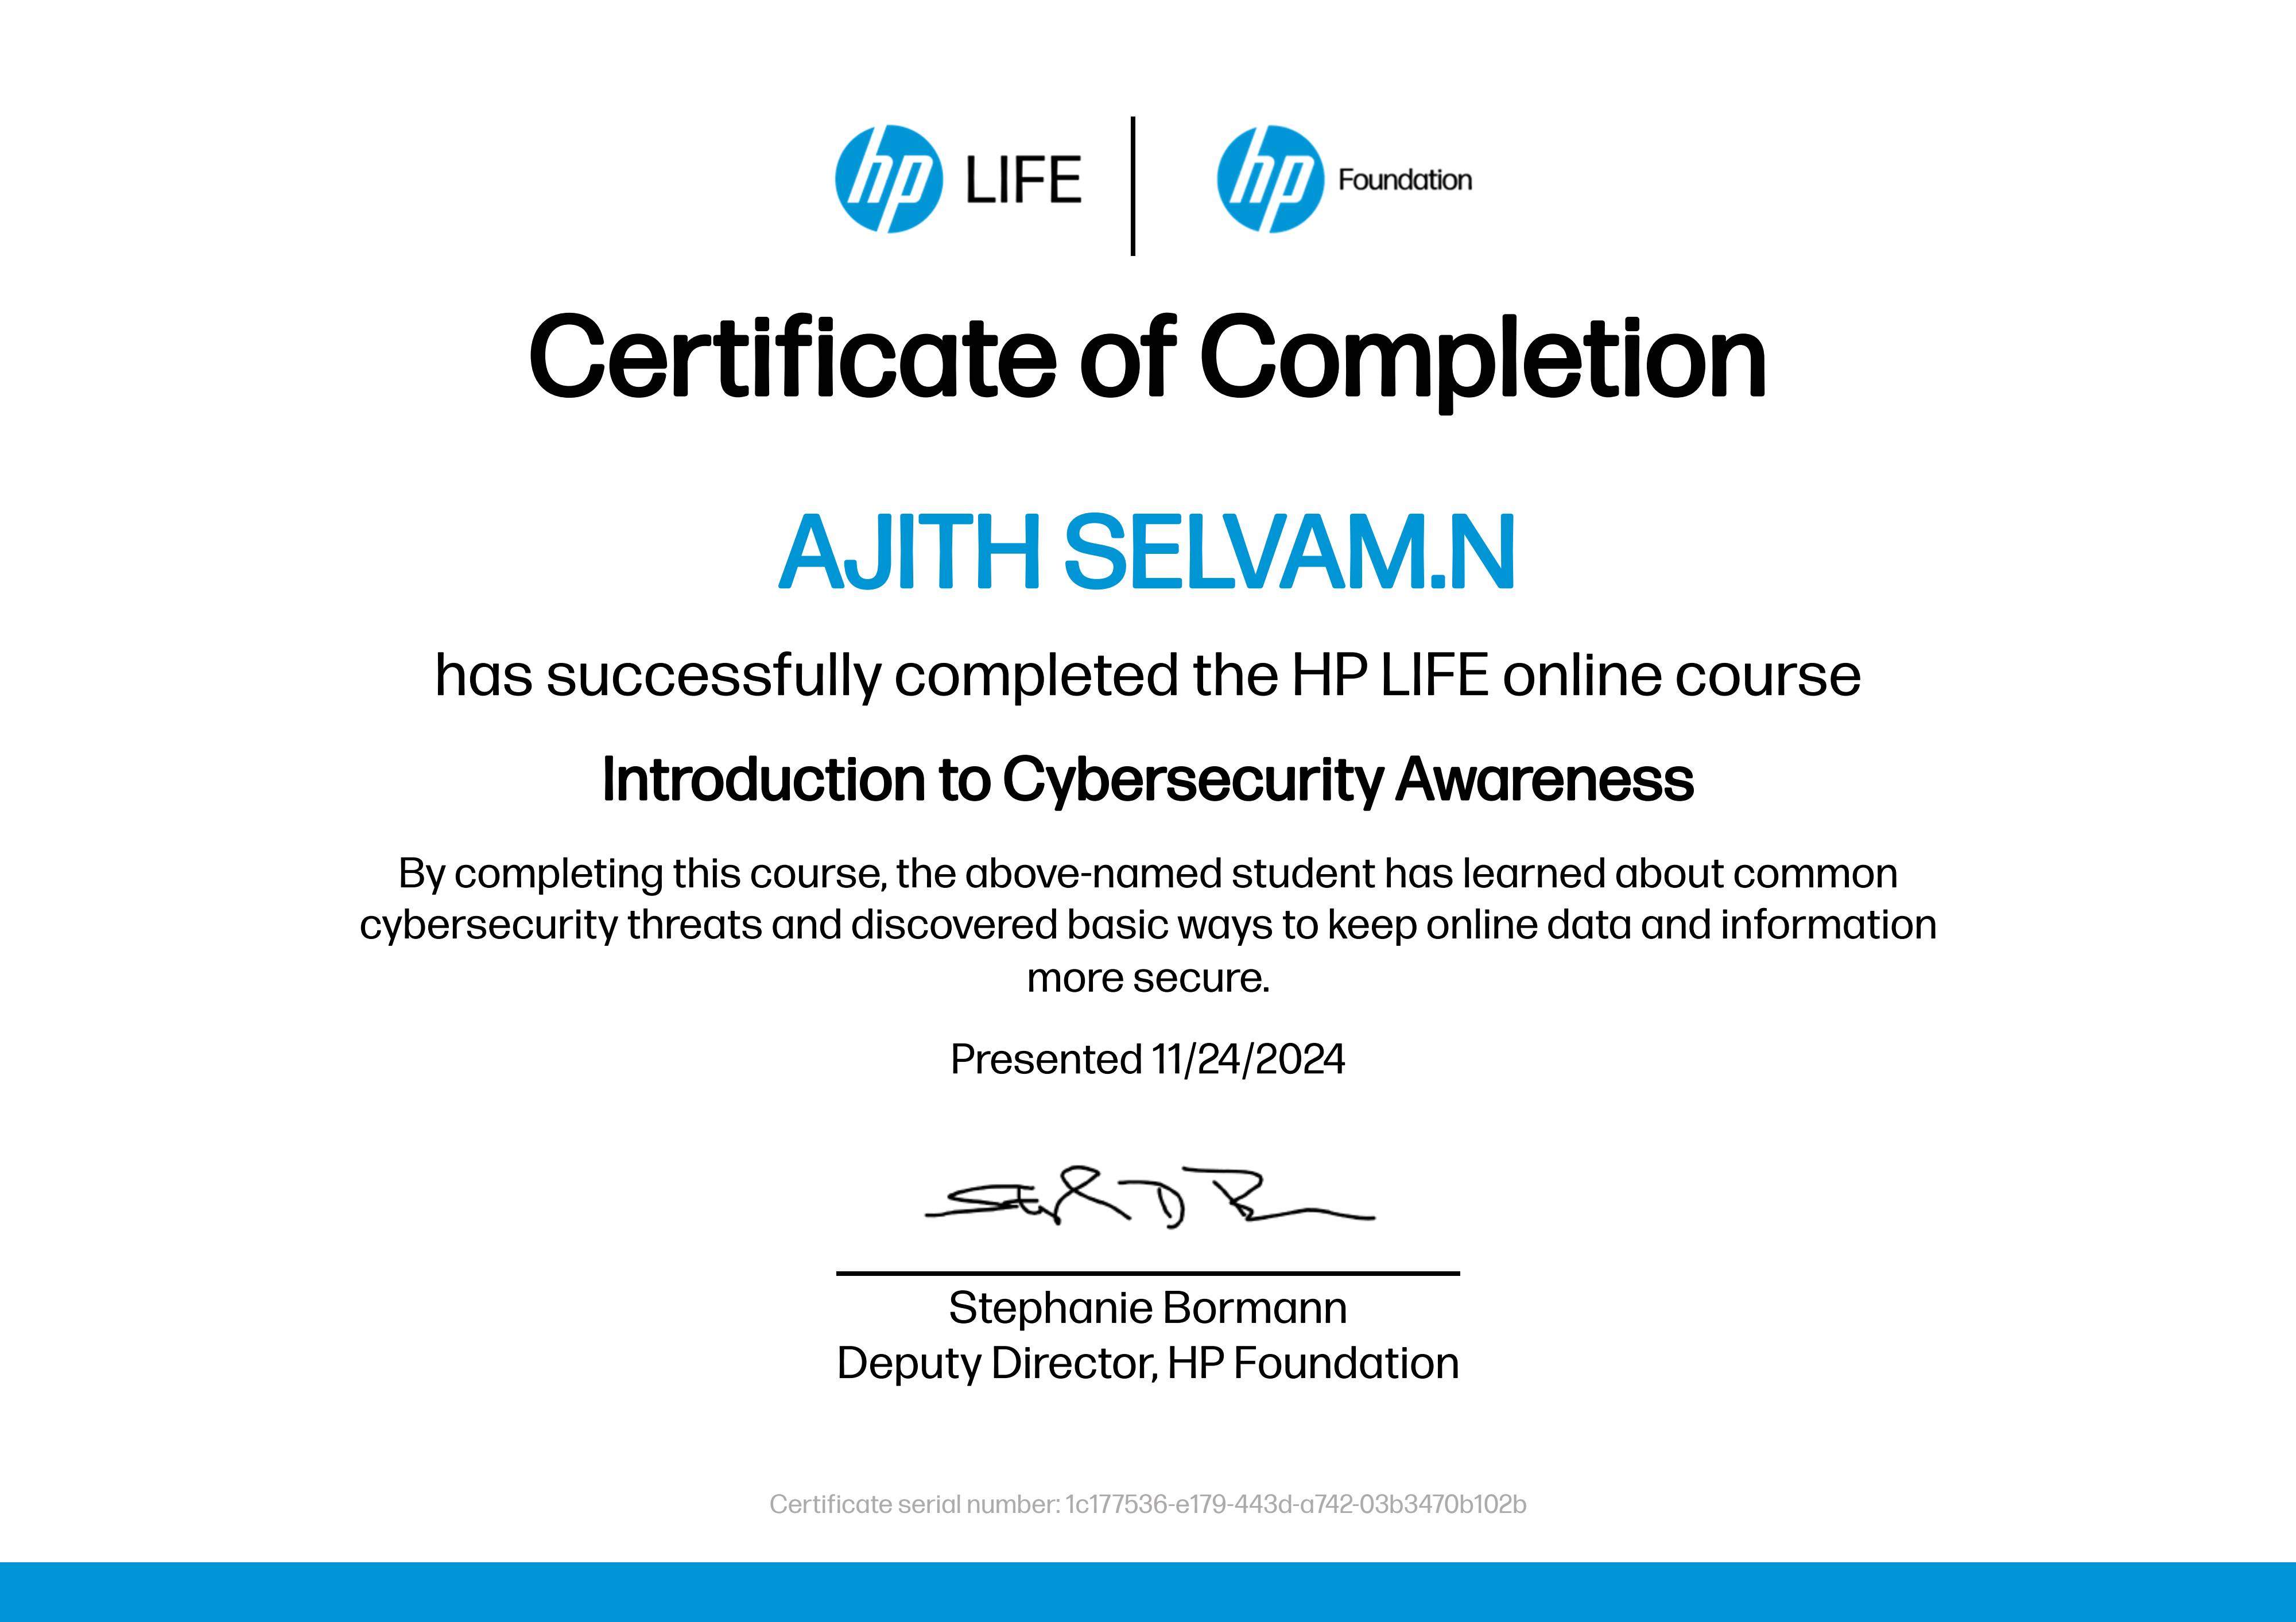 hp LIFE | hp Foundation
Certificate of Completion
AJITH SELVAM.N
has successfully completed the HP LIFE online course
Introduction to Cybersecurity Awareness
By completing this course, the above-named student has learned about common
cybersecurity threats and discovered basic ways to keep online data and information
more secure.
Presented 11/24/2024
Stephanie Bormann
Deputy Director, HP Foundation
Certificate serial number: 1c177536-e179-443d-a742-03b3470b102b